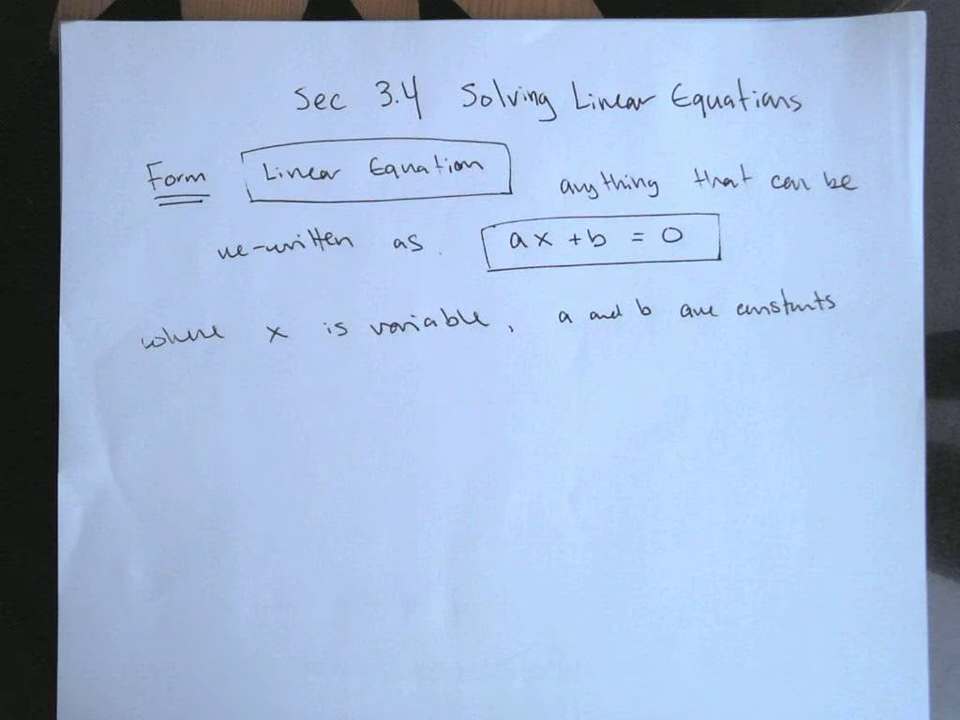 Sec 3.4 Solving Linear Equations
Form Linear Equation anything that can be
re-written as. ax + b = 0
where x is variable, a and b are constants